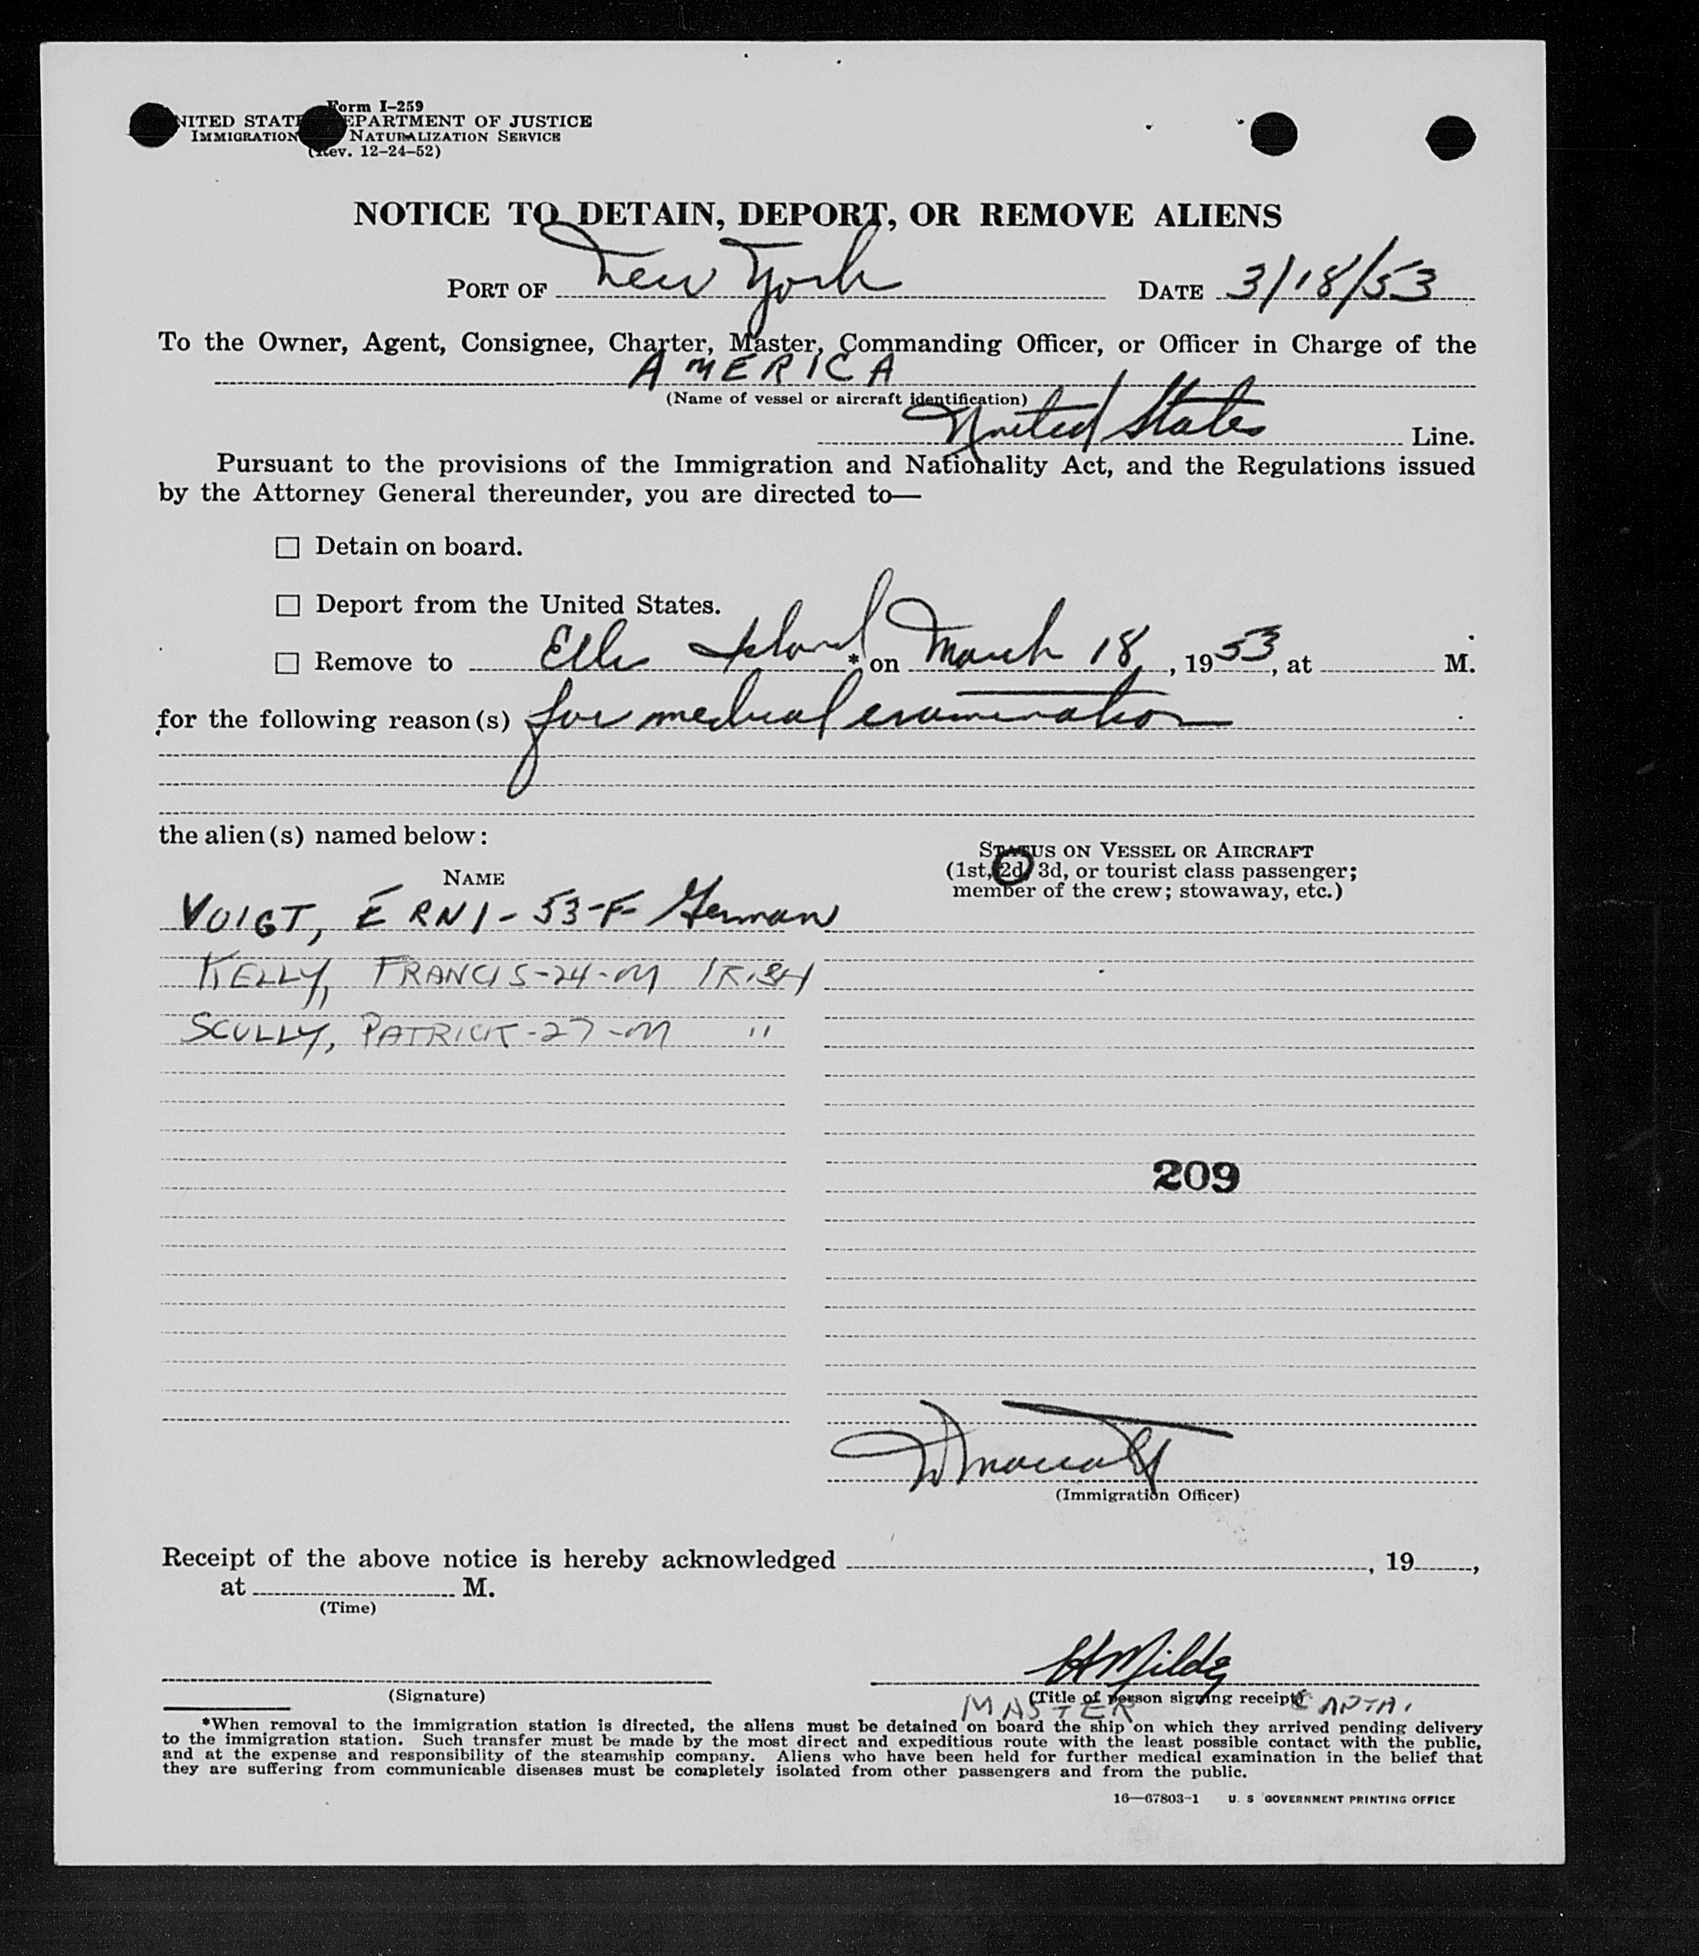 Form I-259
UNITED STATES DEPARTMENT OF JUSTICE
IMMIGRATION NATURALIZATION SERVICE
(Rev. 12-24-52)
NOTICE TO DETAIN, DEPORT, OR REMOVE ALIENS
PORT OF New York DATE 3/18/53
To the Owner, Agent, Consignee, Charter, Master, Commanding Officer, or Officer in Charge of the
AMERICA
(Name of vessel or aircraft identification)
United States Line.
Pursuant to the provisions of the Immigration and Nationality Act, and the Regulations issued
by the Attorney General thereunder, you are directed to—
☐ Detain on board.
☐ Deport from the United States.
☐ Remove to Ellis Island * on March 18, 1953, at M.
for the following reason(s) for medical examination
the alien(s) named below:
NAME
STATUS ON VESSEL OR AIRCRAFT
(1st, 2d, 3d, or tourist class passenger;
member of the crew; stowaway, etc.)
VOIGT, ERNI - 53-F- German
KELLY, FRANCIS-24-M IRISH
SCULLY, PATRICK-27-M "
209
(Immigration Officer)
Receipt of the above notice is hereby acknowledged , 19 ,
at M.
(Time)
(Signature)
(Title of person signing receipt)
MASTER
*When removal to the immigration station is directed, the aliens must be detained on board the ship on which they arrived pending delivery
to the immigration station. Such transfer must be made by the most direct and expeditious route with the least possible contact with the public,
and at the expense and responsibility of the steamship company. Aliens who have been held for further medical examination in the belief that
they are suffering from communicable diseases must be completely isolated from other passengers and from the public.
16—67803-1 U. S GOVERNMENT PRINTING OFFICE